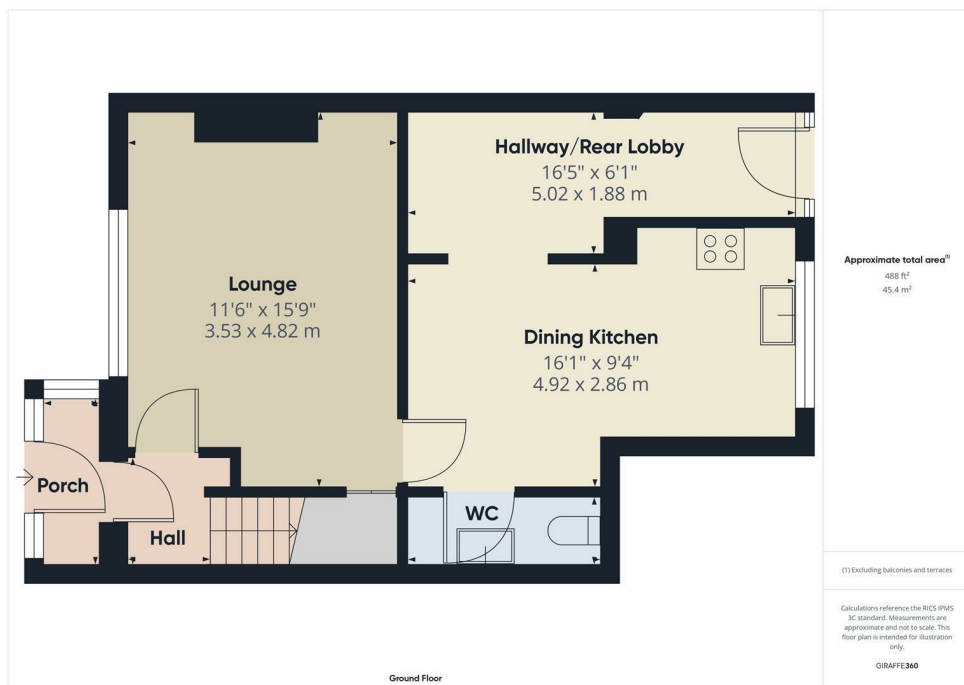 Hallway/Rear Lobby
16'5" x 6'1"
5.02 x 1.88 m
Lounge
11'6" x 15'9"
3.53 x 4.82 m
Dining Kitchen
16'1" x 9'4"
4.92 x 2.86 m
Porch
Hall
WC
Ground Floor
Approximate total area(1)
488 ft²
45.4 m²
(1) Excluding balconies and terraces
Calculations reference the RICS IPMS
3C standard. Measurements are
approximate and not to scale. This
floor plan is intended for illustration
only.
GIRAFFE360